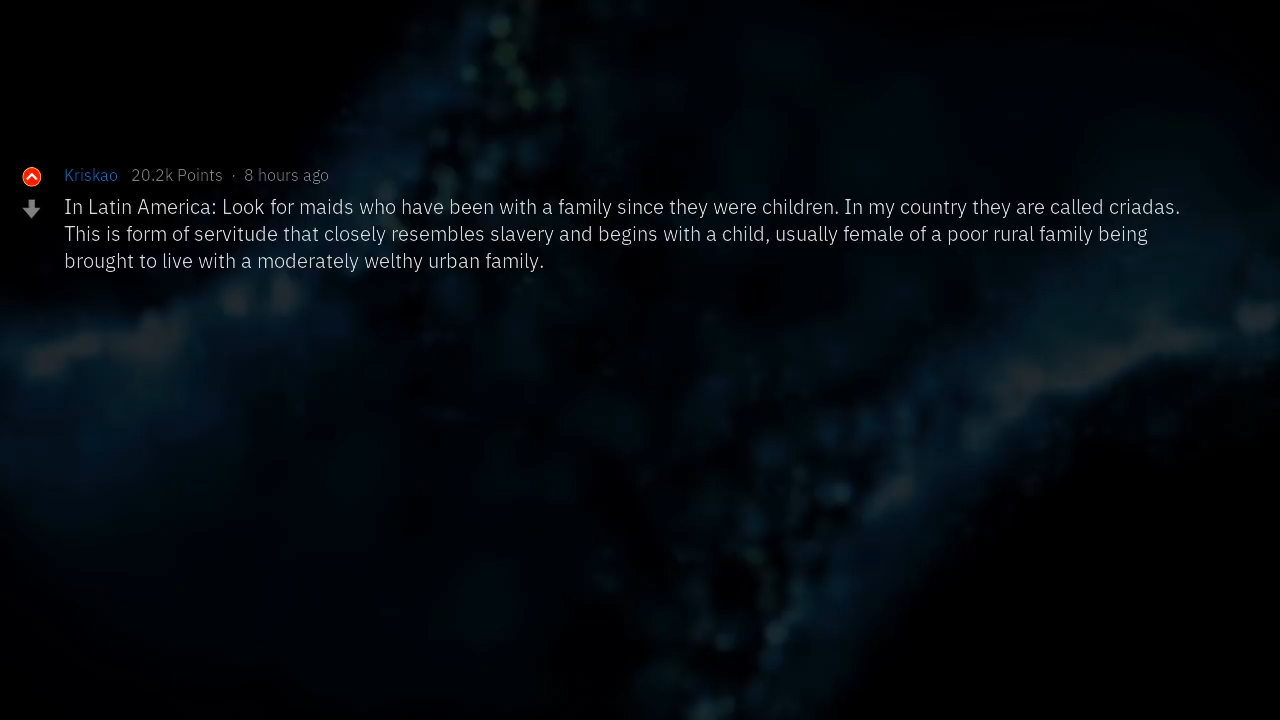 Kriskao 20.2k Points · 8 hours ago
In Latin America: Look for maids who have been with a family since they were children. In my country they are called criadas.
This is form of servitude that closely resembles slavery and begins with a child, usually female of a poor rural family being
brought to live with a moderately welthy urban family.